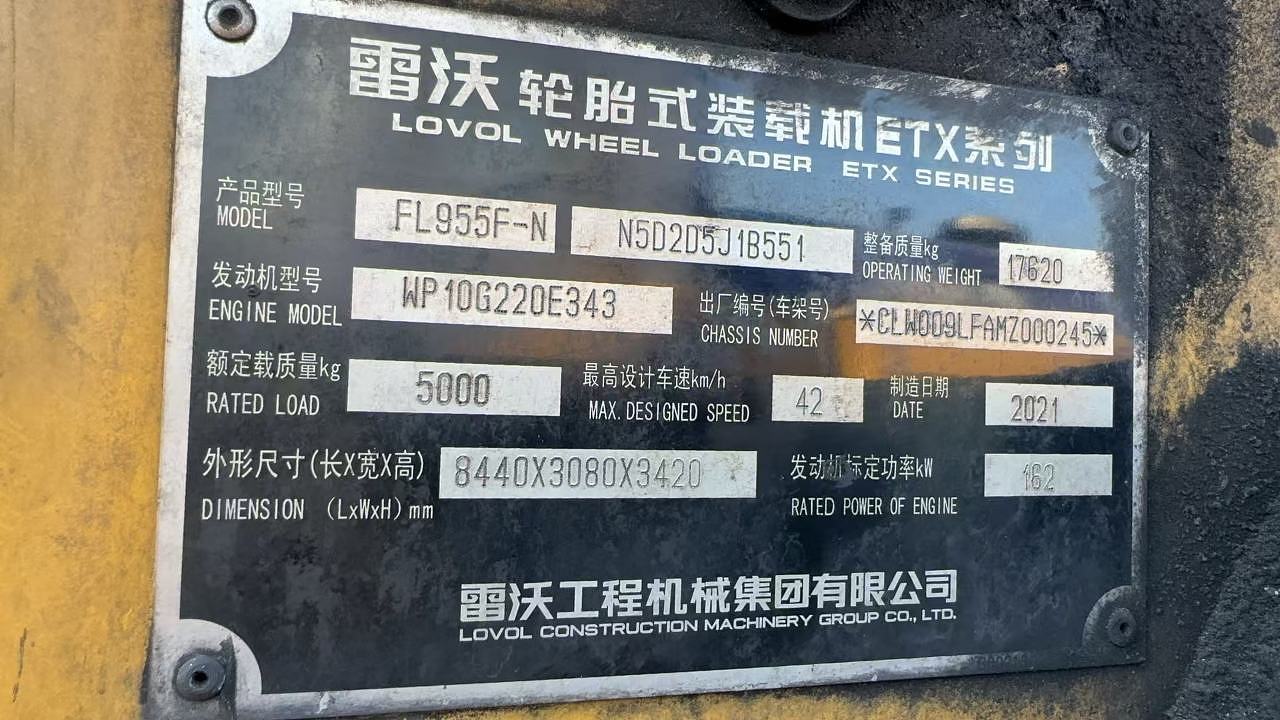 雷沃 轮胎式装载机ETX系列
LOVOL WHEEL LOADER ETX SERIES
产品型号 FL955F-N N5D2D5J1B551 整备质量kg 17620
MODEL OPERATING WEIGHT
发动机型号 WP10G220E343 出厂编号(车架号) *CLW009LFAMZ000245*
ENGINE MODEL CHASSIS NUMBER
额定载质量kg 5000 最高设计车速km/h 42 制造日期 2021
RATED LOAD MAX.DESIGNED SPEED DATE
外形尺寸(长X宽X高) 8440X3080X3420 发动机标定功率kW 162
DIMENSION (LxWxH)mm RATED POWER OF ENGINE
雷沃工程机械集团有限公司
LOVOL CONSTRUCTION MACHINERY GROUP CO., LTD.